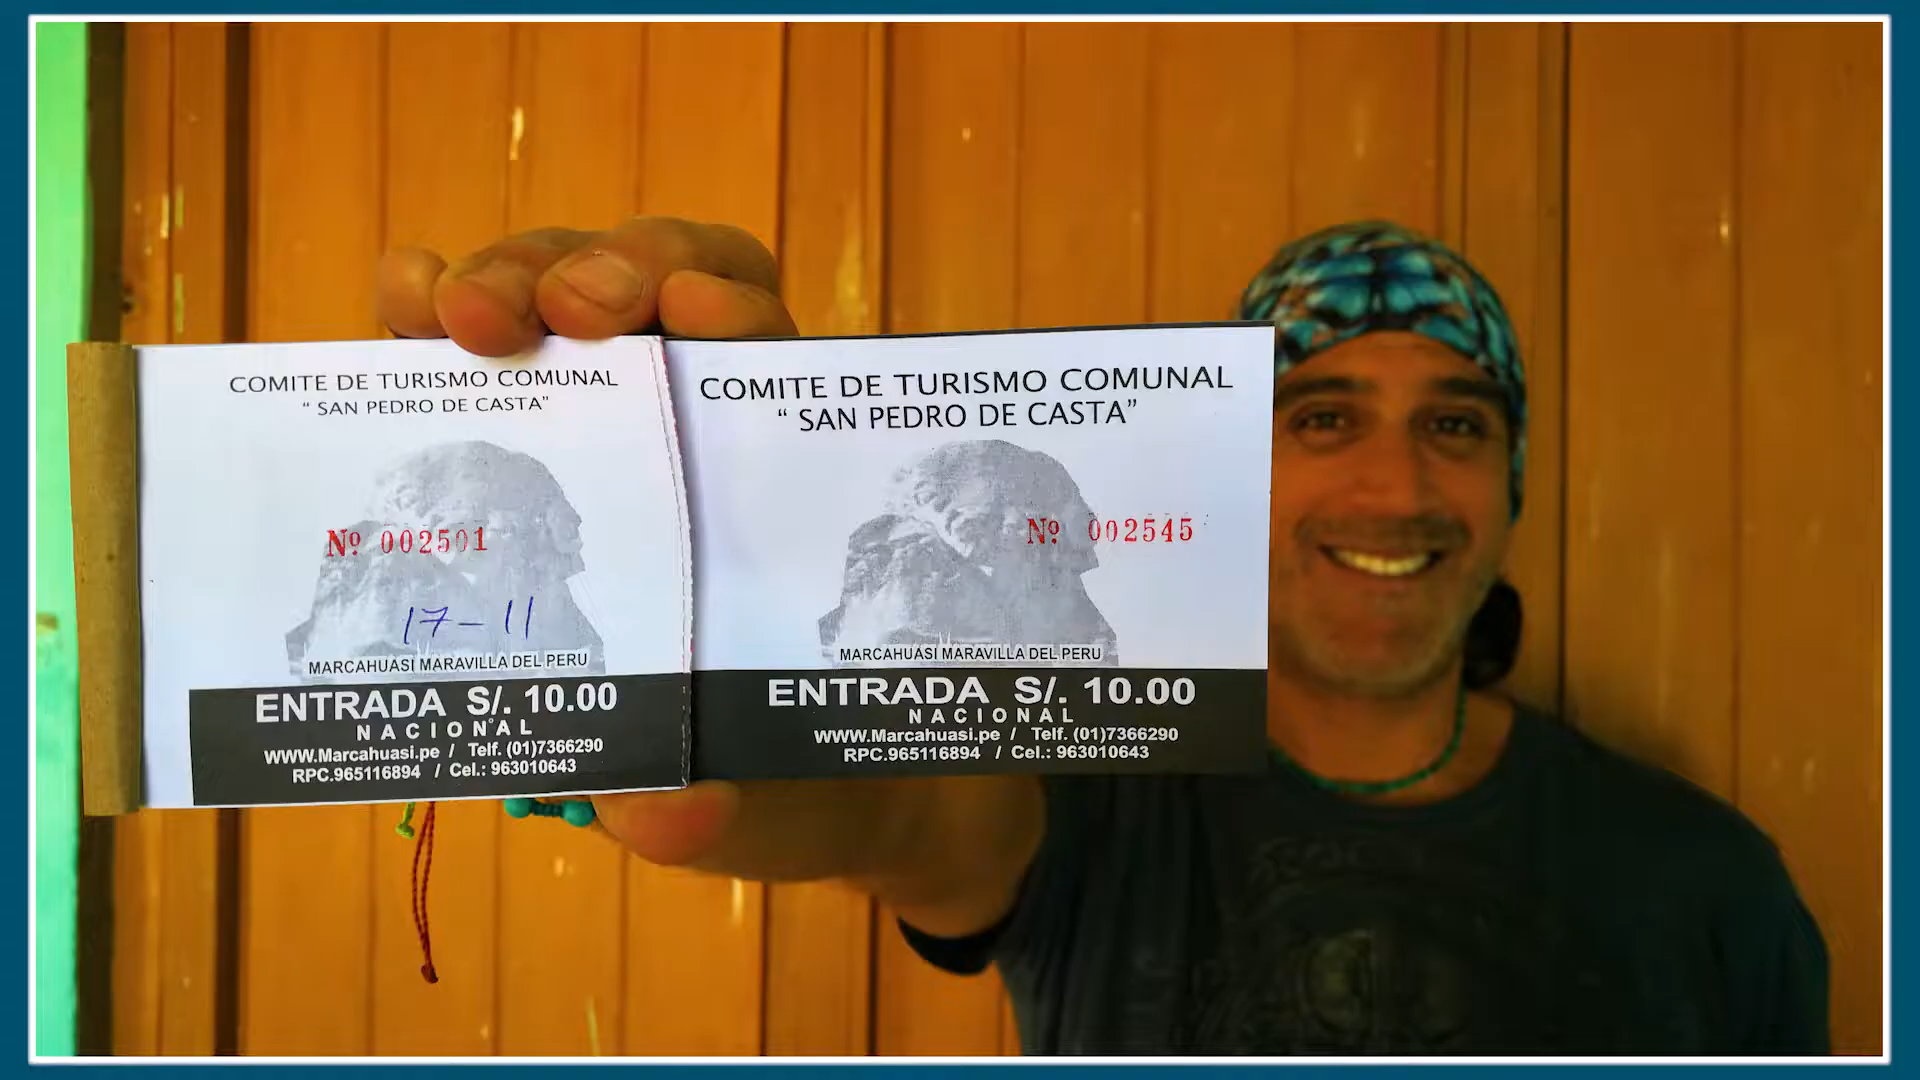 COMITE DE TURISMO COMUNAL
“ SAN PEDRO DE CASTA”
Nº 002501
17-11
MARCAHUASI MARAVILLA DEL PERU
ENTRADA S/. 10.00
NACIONAL
WWW.Marcahuasi.pe / Telf. (01)7366290
RPC.965116894 / Cel.: 963010643
COMITE DE TURISMO COMUNAL
“ SAN PEDRO DE CASTA”
Nº 002545
MARCAHUASI MARAVILLA DEL PERU
ENTRADA S/. 10.00
NACIONAL
WWW.Marcahuasi.pe / Telf. (01)7366290
RPC.965116894 / Cel.: 963010643